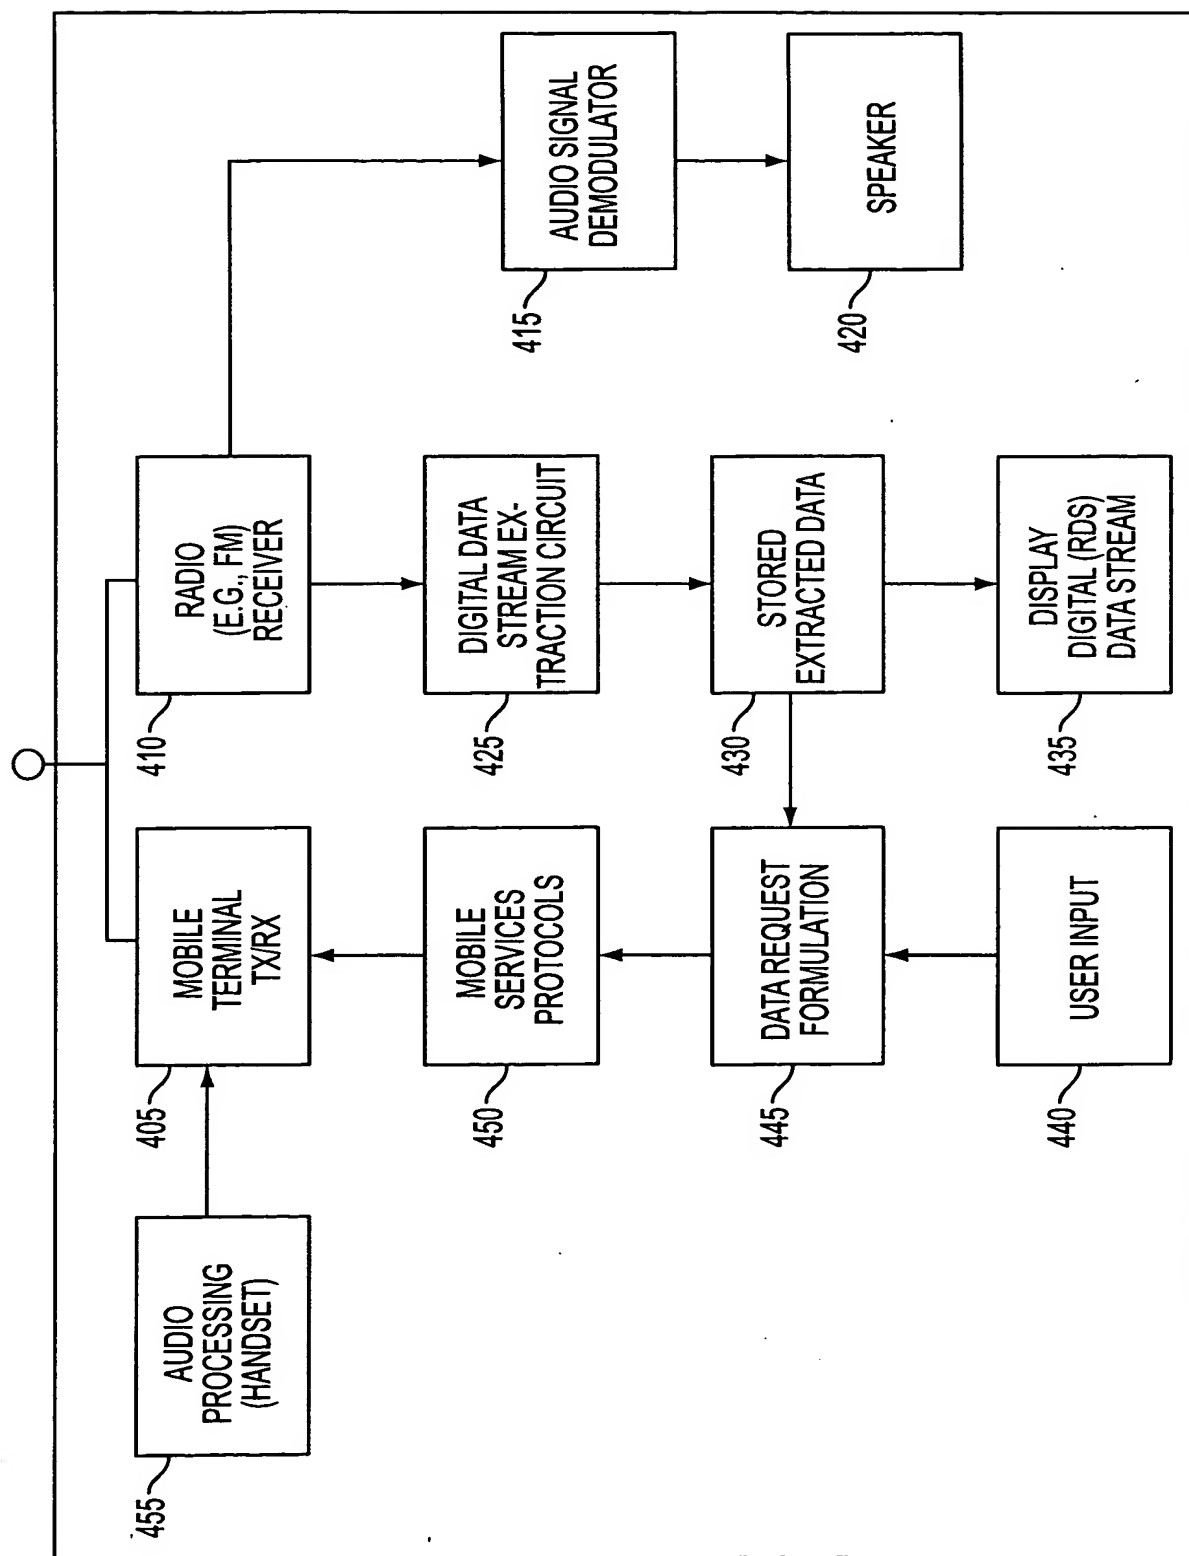 AUDIO
PROCESSING
(HANDSET)
455
MOBILE
TERMINAL
TX/RX
405
RADIO
(E.G., FM)
RECEIVER
410
MOBILE
SERVICES
PROTOCOLS
450
DIGITAL DATA
STREAM EX-
TRACTION CIRCUIT
425
AUDIO SIGNAL
DEMODULATOR
415
DATA REQUEST
FORMULATION
445
STORED
EXTRACTED DATA
430
SPEAKER
420
USER INPUT
440
DISPLAY
DIGITAL (RDS)
DATA STREAM
435